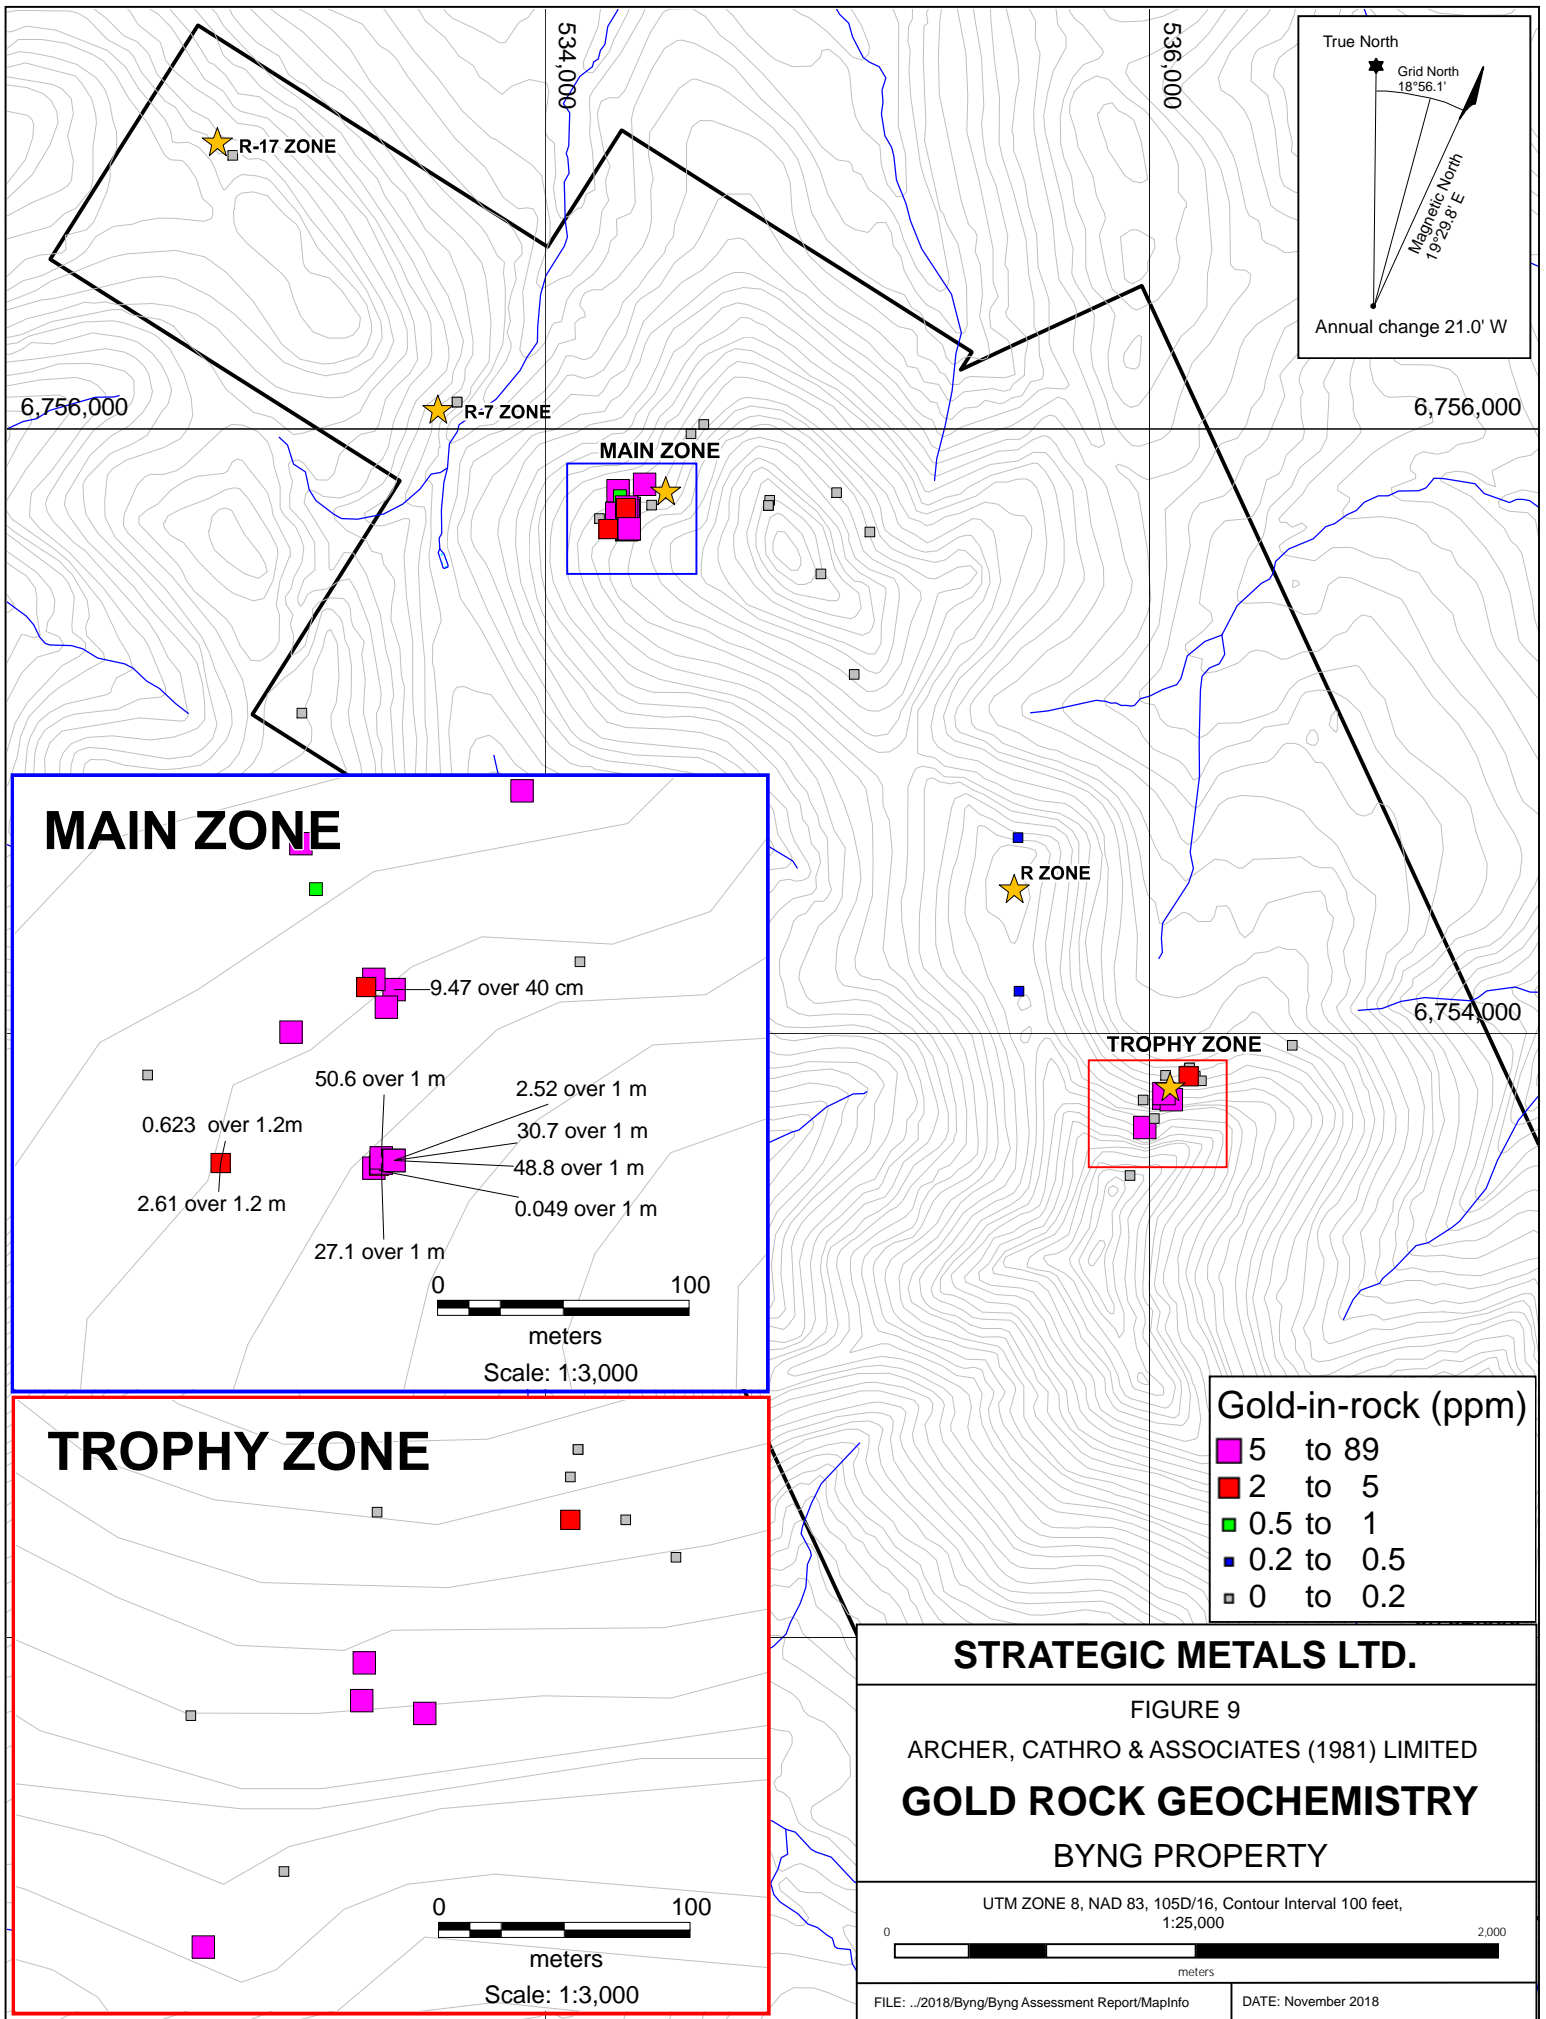 534,000
536,000
True North
Grid North
18°56.1'
Magnetic North
19°29.8' E
Annual change 21.0' W
R-17 ZONE
6,756,000
6,756,000
R-7 ZONE
MAIN ZONE
R ZONE
6,754,000
TROPHY ZONE
MAIN ZONE
9.47 over 40 cm
50.6 over 1 m
2.52 over 1 m
0.623 over 1.2m
30.7 over 1 m
48.8 over 1 m
2.61 over 1.2 m
0.049 over 1 m
27.1 over 1 m
0 100
meters
Scale: 1:3,000
TROPHY ZONE
0 100
meters
Scale: 1:3,000
Gold-in-rock (ppm)
5 to 89
2 to 5
0.5 to 1
0.2 to 0.5
0 to 0.2
STRATEGIC METALS LTD.
FIGURE 9
ARCHER, CATHRO & ASSOCIATES (1981) LIMITED
GOLD ROCK GEOCHEMISTRY
BYNG PROPERTY
UTM ZONE 8, NAD 83, 105D/16, Contour Interval 100 feet,
1:25,000
0 2,000
meters
FILE: ../2018/Byng/Byng Assessment Report/MapInfo
DATE: November 2018